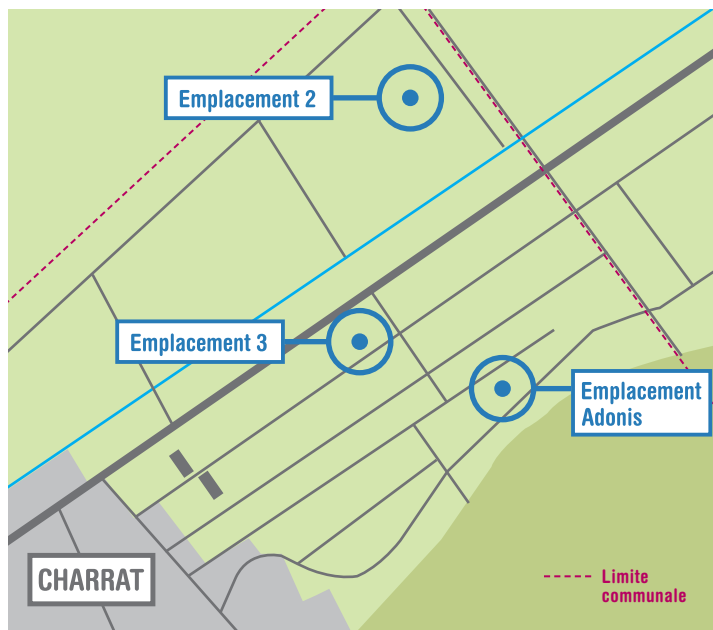 Emplacement 2
Emplacement 3
Emplacement
Adonis
CHARRAT
Limite
communale